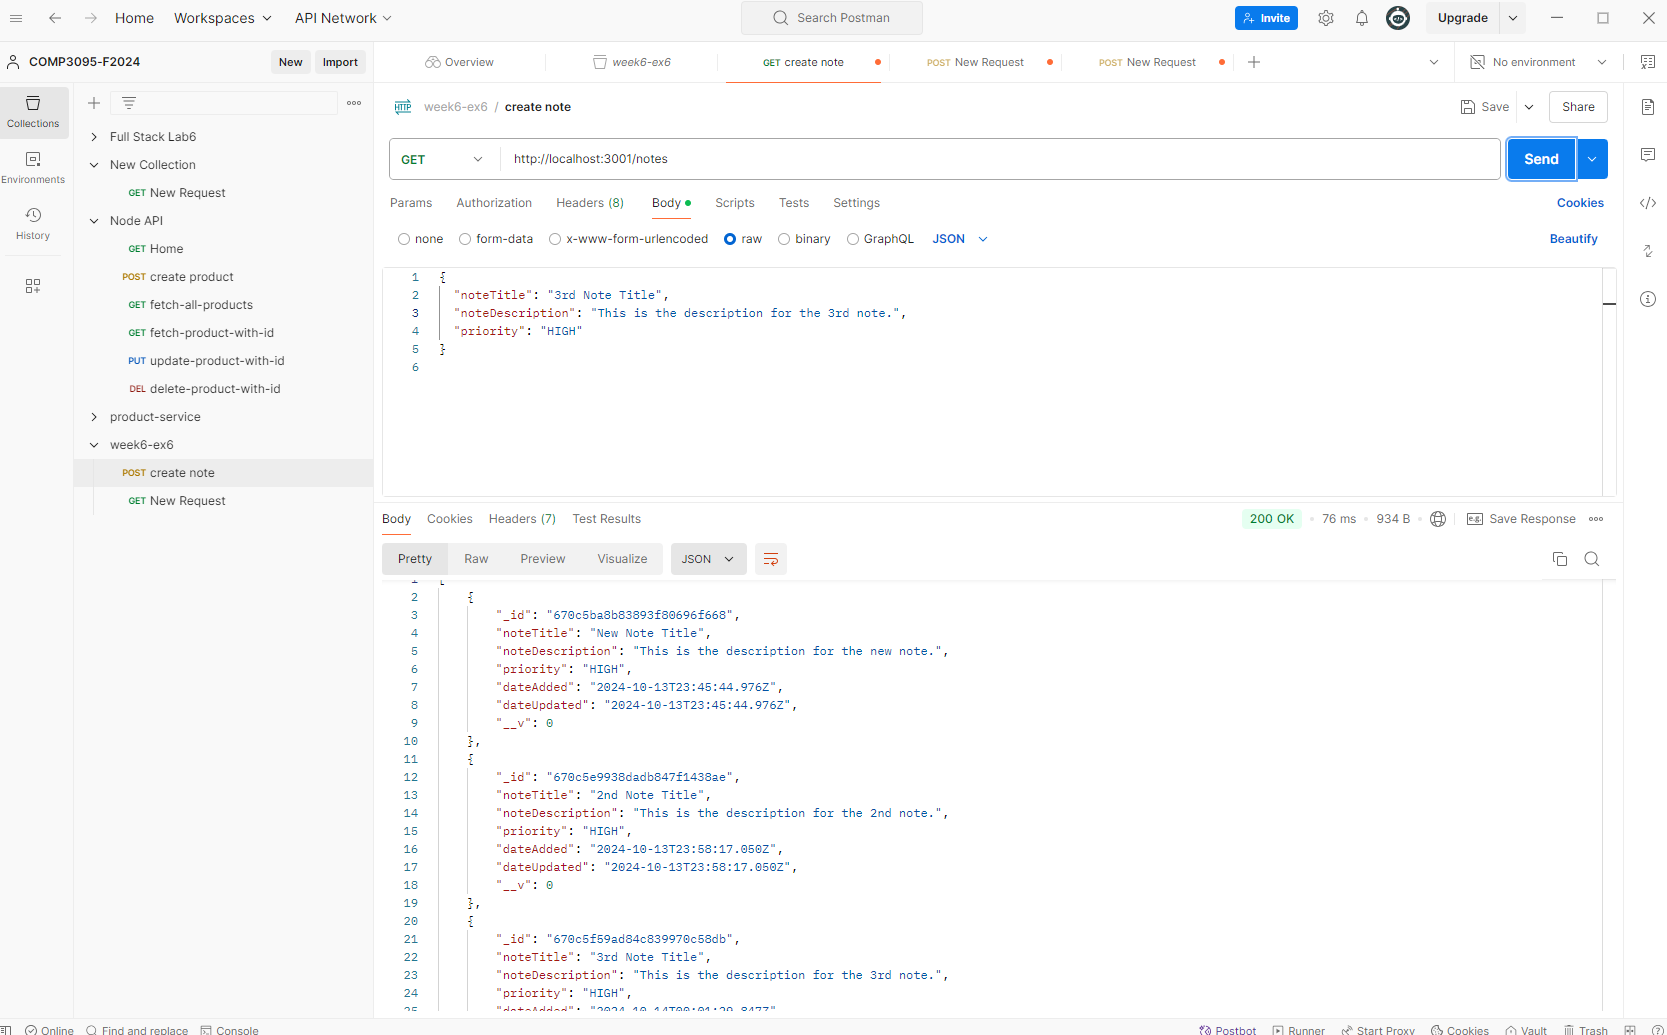 Home Workspaces API Network Search Postman Invite Upgrade
COMP3095-F2024 New Import Overview week6-ex6 GET create note POST New Request POST New Request No environment
Collections
Environments
History
Full Stack Lab6
New Collection
GET New Request
Node API
GET Home
POST create product
GET fetch-all-products
GET fetch-product-with-id
PUT update-product-with-id
DEL delete-product-with-id
product-service
week6-ex6
POST create note
GET New Request
HTTP week6-ex6 / create note Save Share
GET http://localhost:3001/notes Send
Params Authorization Headers (8) Body Scripts Tests Settings Cookies
none form-data x-www-form-urlencoded raw binary GraphQL JSON Beautify
1 {
2 "noteTitle": "3rd Note Title",
3 "noteDescription": "This is the description for the 3rd note.",
4 "priority": "HIGH"
5 }
6
Body Cookies Headers (7) Test Results 200 OK 76 ms 934 B e.g. Save Response
Pretty Raw Preview Visualize JSON
1 [
2 {
3 "_id": "670c5ba8b83893f80696f668",
4 "noteTitle": "New Note Title",
5 "noteDescription": "This is the description for the new note.",
6 "priority": "HIGH",
7 "dateAdded": "2024-10-13T23:45:44.976Z",
8 "dateUpdated": "2024-10-13T23:45:44.976Z",
9 "__v": 0
10 },
11 {
12 "_id": "670c5e9938dadb847f1438ae",
13 "noteTitle": "2nd Note Title",
14 "noteDescription": "This is the description for the 2nd note.",
15 "priority": "HIGH",
16 "dateAdded": "2024-10-13T23:58:17.050Z",
17 "dateUpdated": "2024-10-13T23:58:17.050Z",
18 "__v": 0
19 },
20 {
21 "_id": "670c5f59ad84c839970c58db",
22 "noteTitle": "3rd Note Title",
23 "noteDescription": "This is the description for the 3rd note.",
24 "priority": "HIGH",
25 "dateAdded": "2024-10-14T00:01:29.847Z",
Online Find and replace Console Postbot Runner Start Proxy Cookies Vault Trash